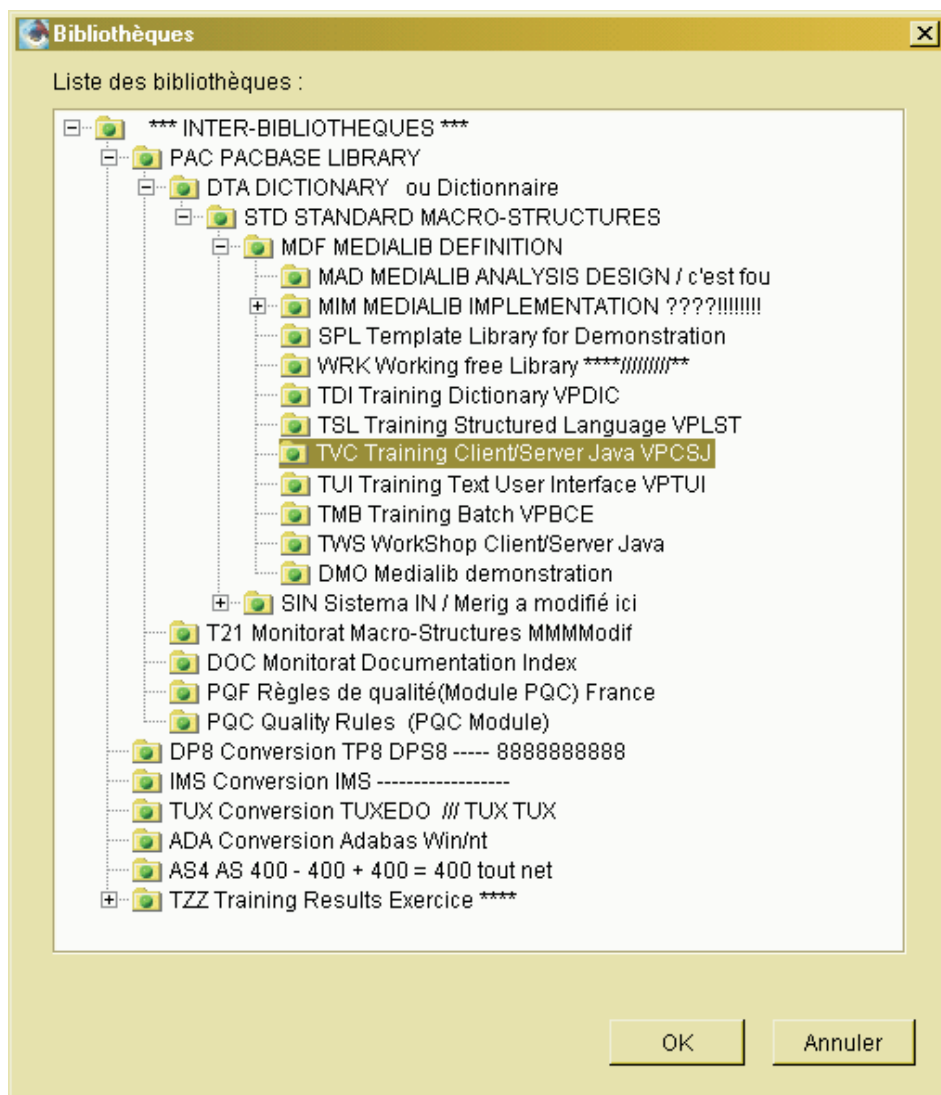 Bibliothèques
Liste des bibliothèques :
*** INTER-BIBLIOTHEQUES ***
PAC PACBASE LIBRARY
DTA DICTIONARY ou Dictionnaire
STD STANDARD MACRO-STRUCTURES
MDF MEDIALIB DEFINITION
MAD MEDIALIB ANALYSIS DESIGN / c'est fou
MIM MEDIALIB IMPLEMENTATION ????!!!!!!!!
SPL Template Library for Demonstration
WRK Working free Library ****/////////**
TDI Training Dictionary VPDIC
TSL Training Structured Language VPLST
TVC Training Client/Server Java VPCSJ
TUI Training Text User Interface VPTUI
TMB Training Batch VPBCE
TWS WorkShop Client/Server Java
DMO Medialib demonstration
SIN Sistema IN / Merig a modifié ici
T21 Monitorat Macro-Structures MMMModif
DOC Monitorat Documentation Index
PQF Règles de qualité(Module PQC) France
PQC Quality Rules (PQC Module)
DP8 Conversion TP8 DPS8 ----- 8888888888
IMS Conversion IMS ------------------
TUX Conversion TUXEDO /// TUX TUX
ADA Conversion Adabas Win/nt
AS4 AS 400 - 400 + 400 = 400 tout net
TZZ Training Results Exercice ****
OK
Annuler